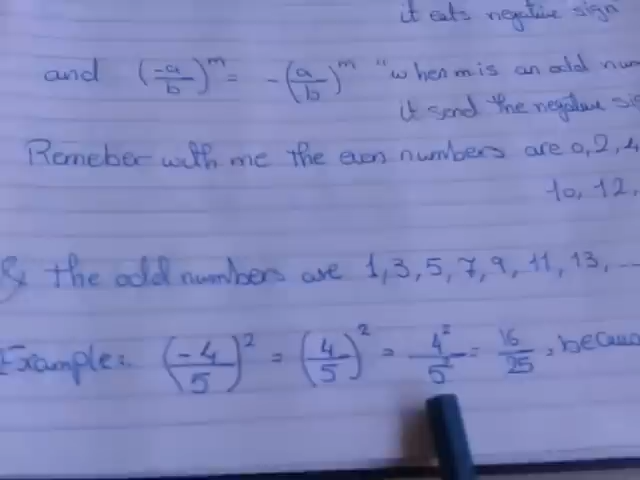 it eats negative sign
and (-a/b)^m = -(a/b)^m "when m is an odd num
it send the negative si
Remeber with me the even numbers are 0, 2, 4
10, 12,
& the odd numbers are 1, 3, 5, 7, 9, 11, 13, ...
Example: (-4/5)^2 = (4/5)^2 = 4^2/5^2 = 16/25, becau